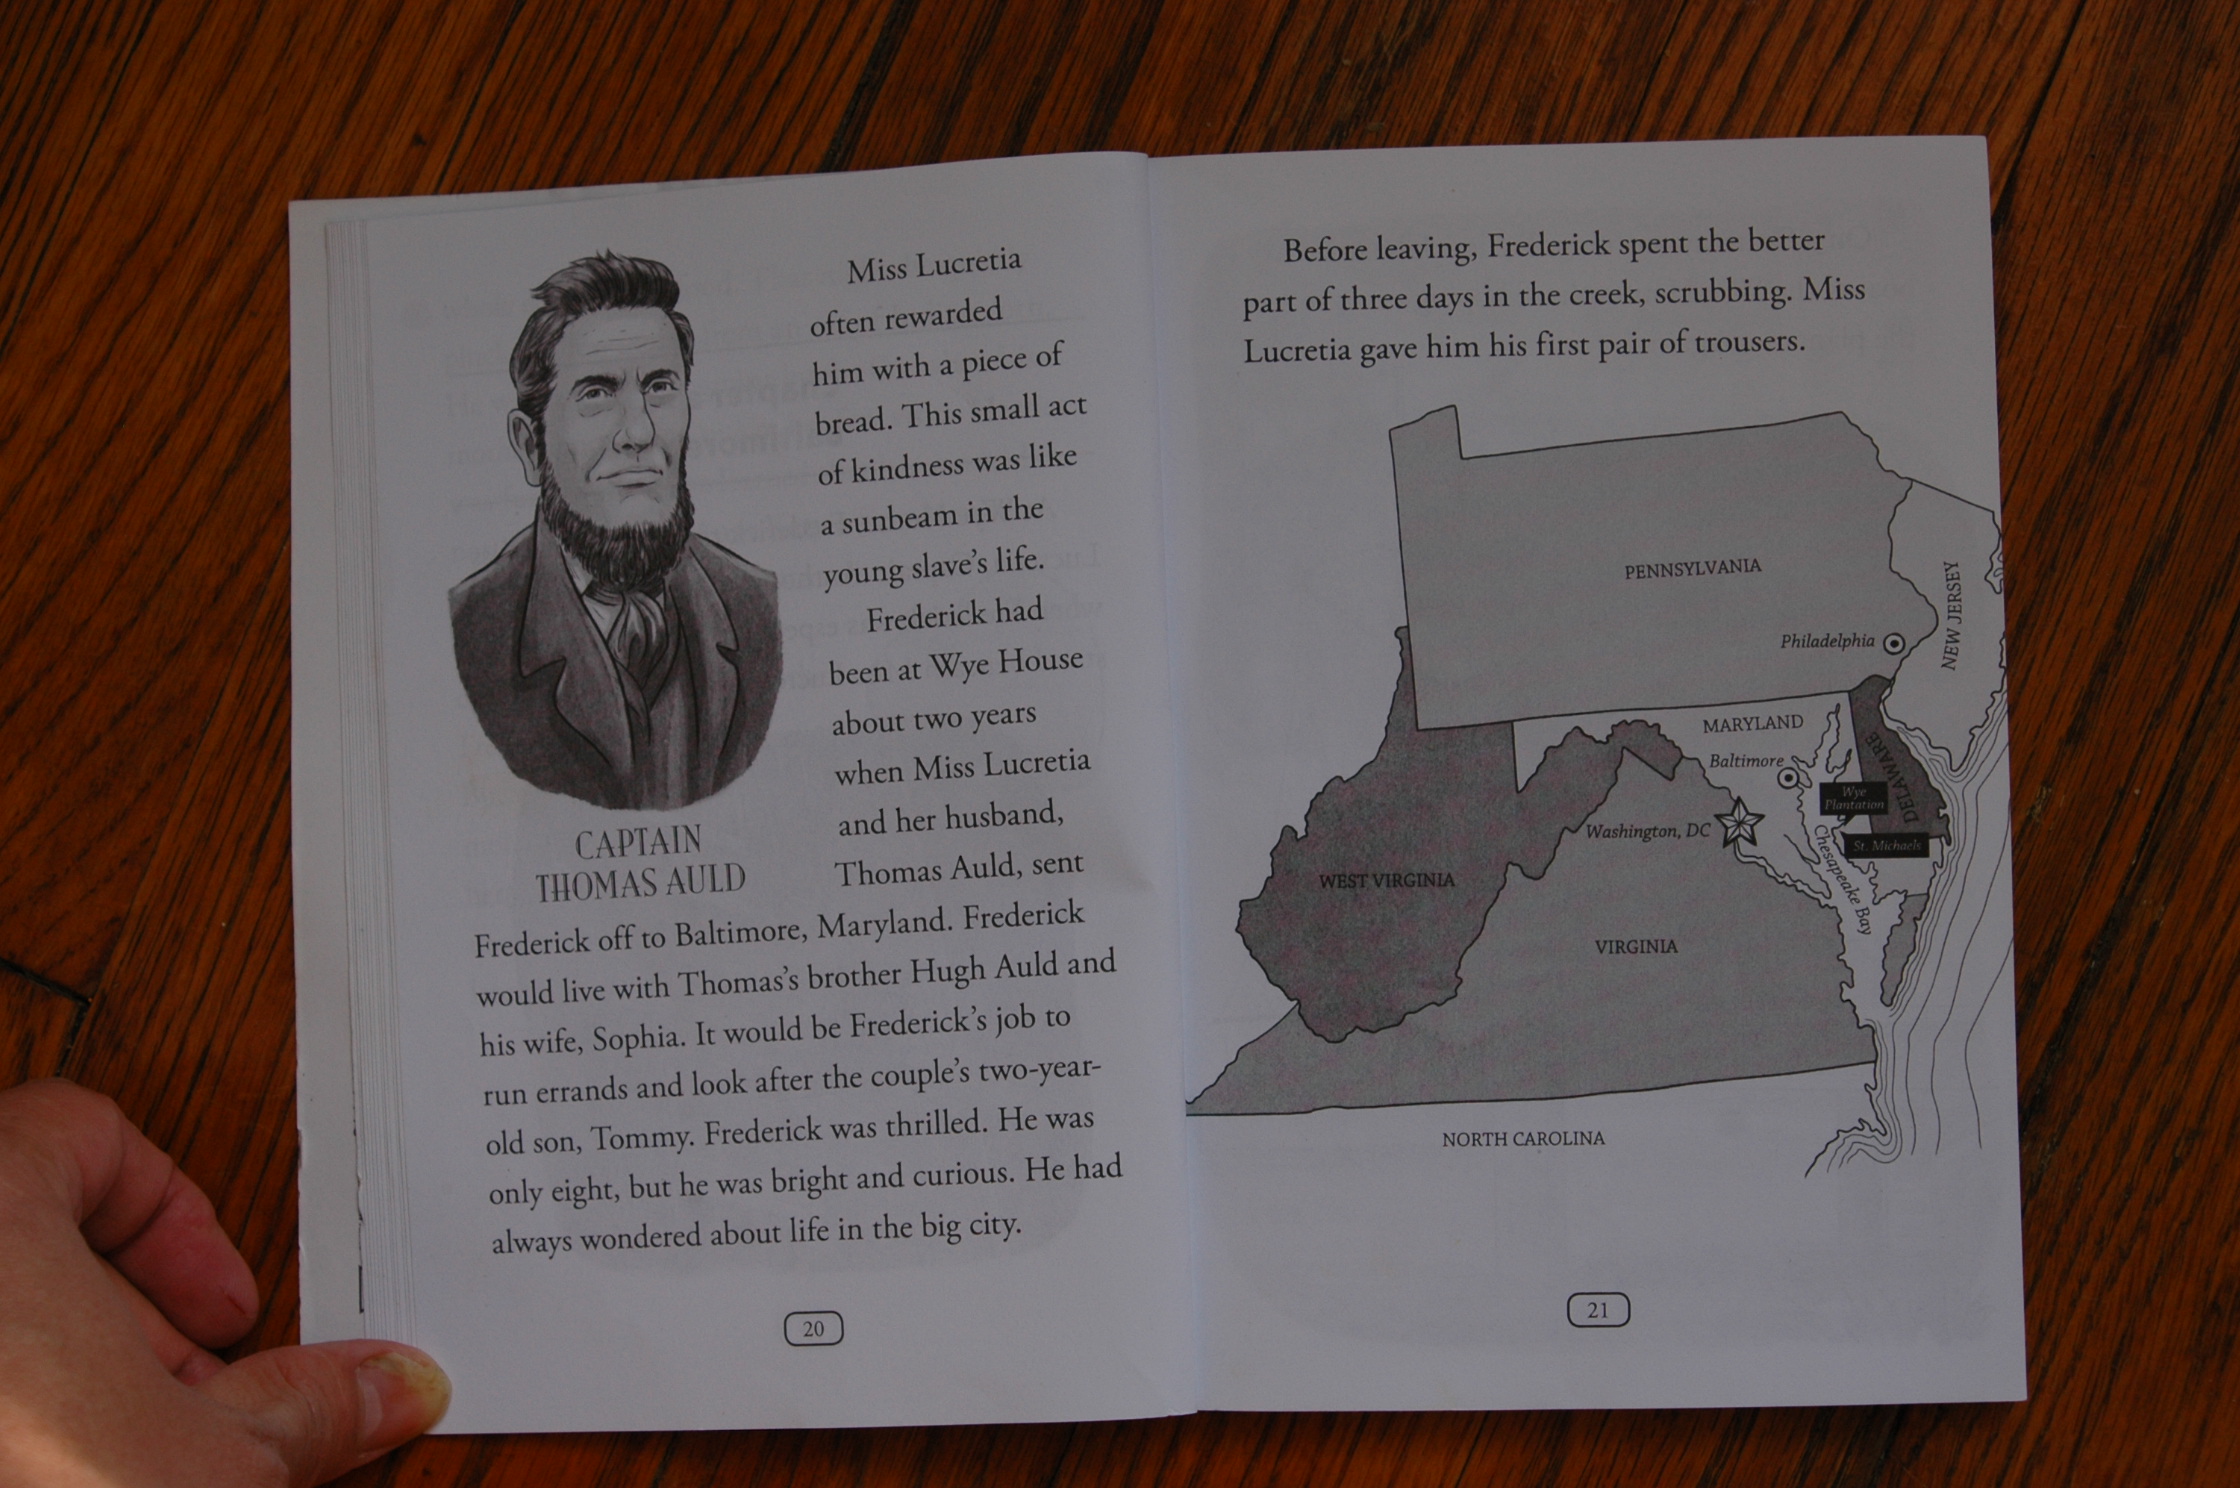 Miss Lucretia
often rewarded
him with a piece of
bread. This small act
of kindness was like
a sunbeam in the
young slave's life.
Frederick had
been at Wye House
about two years
when Miss Lucretia
and her husband,
Thomas Auld, sent
CAPTAIN
THOMAS AULD
Frederick off to Baltimore, Maryland. Frederick
would live with Thomas's brother Hugh Auld and
his wife, Sophia. It would be Frederick's job to
run errands and look after the couple's two-year-
old son, Tommy. Frederick was thrilled. He was
only eight, but he was bright and curious. He had
always wondered about life in the big city.
20
Before leaving, Frederick spent the better
part of three days in the creek, scrubbing. Miss
Lucretia gave him his first pair of trousers.
PENNSYLVANIA
NEW JERSEY
Philadelphia
MARYLAND
Baltimore
DELAWARE
Wye
Plantation
Washington, DC
St. Michaels
Chesapeake Bay
WEST VIRGINIA
VIRGINIA
NORTH CAROLINA
21